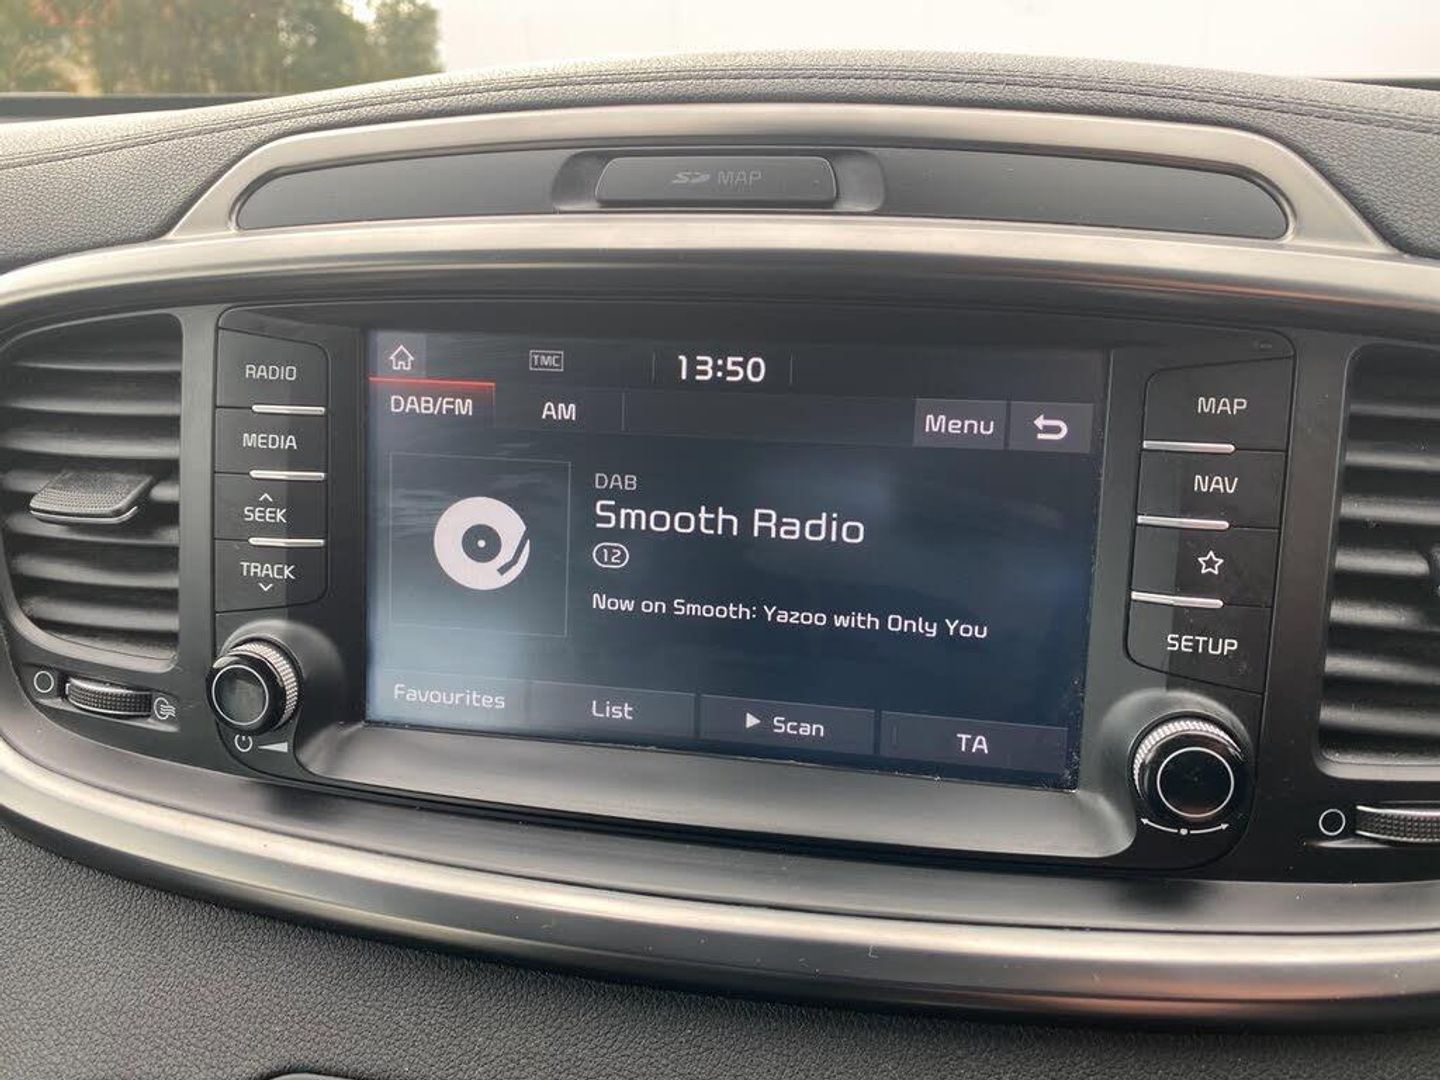 SD MAP
RADIO
MEDIA
SEEK
TRACK
TMC
13:50
DAB/FM
AM
Menu
DAB
Smooth Radio
12
Now on Smooth: Yazoo with Only You
Favourites
List
Scan
TA
MAP
NAV
SETUP